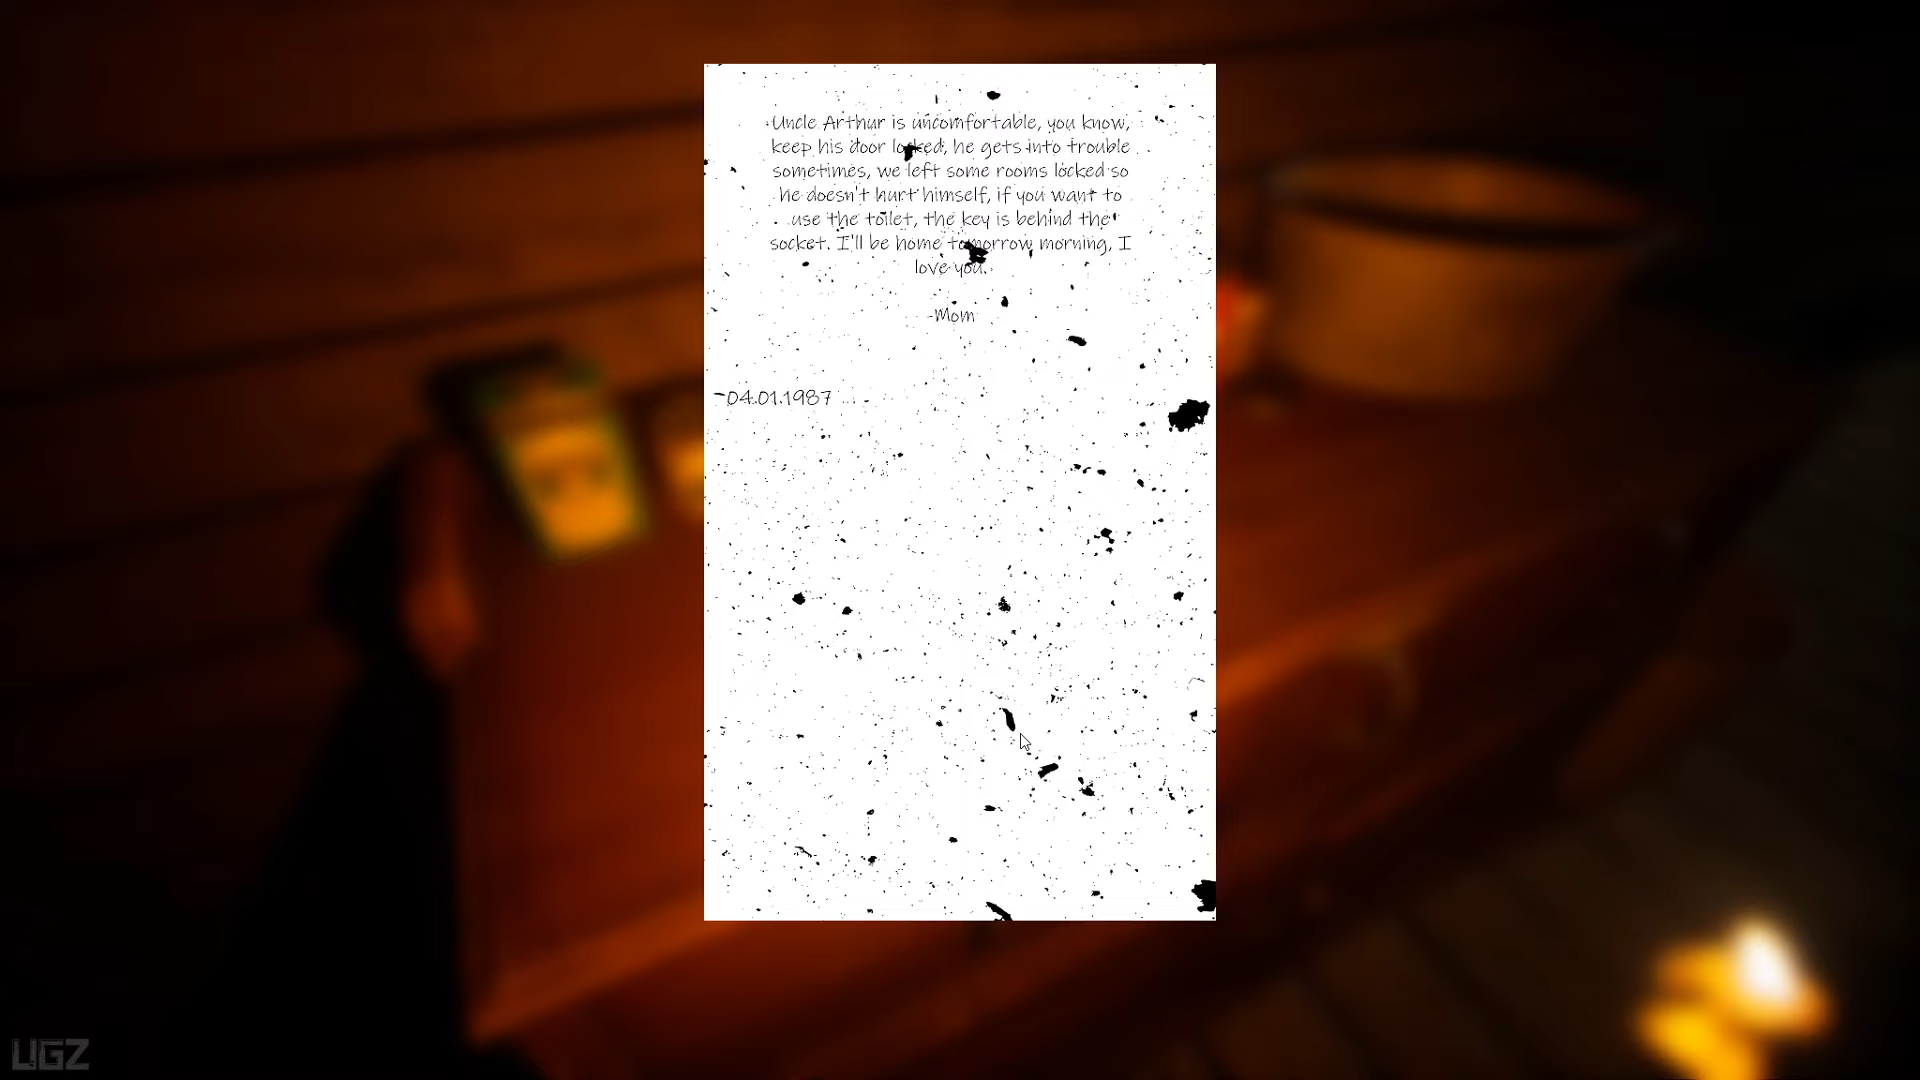 Uncle Arthur is uncomfortable, you know,
keep his door locked, he gets into trouble
sometimes, we left some rooms locked so
he doesn't hurt himself, if you want to
use the toilet, the key is behind the
socket. I'll be home tomorrow morning, I
love you.
-Mom
04.01.1987
UGZ